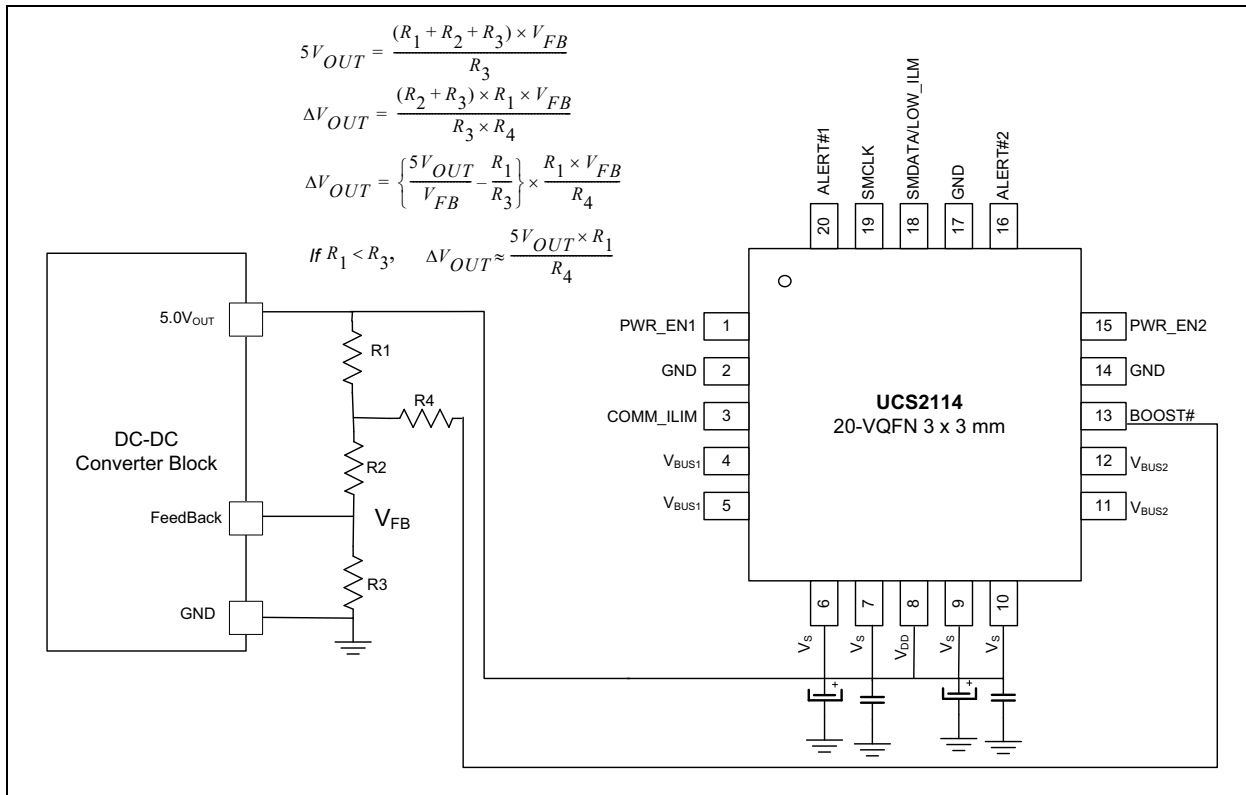 5V_OUT = (R_1 + R_2 + R_3) × V_FB / R_3
ΔV_OUT = (R_2 + R_3) × R_1 × V_FB / R_3 × R_4
ΔV_OUT = {5V_OUT / V_FB − R_1 / R_3} × R_1 × V_FB / R_4
If R_1 < R_3, ΔV_OUT ≈ 5V_OUT × R_1 / R_4
5.0V_OUT
R1
R4
DC-DC
Converter Block
R2
FeedBack
V_FB
R3
GND
ALERT#1
SMCLK
SMDATA/LOW_ILM
GND
ALERT#2
20
19
18
17
16
PWR_EN1
1
GND
2
COMM_ILIM
3
V_BUS1
4
V_BUS1
5
UCS2114
20-VQFN 3 x 3 mm
15
PWR_EN2
14
GND
13
BOOST#
12
V_BUS2
11
V_BUS2
6
7
8
9
10
V_S
V_S
V_DD
V_S
V_S
+
+